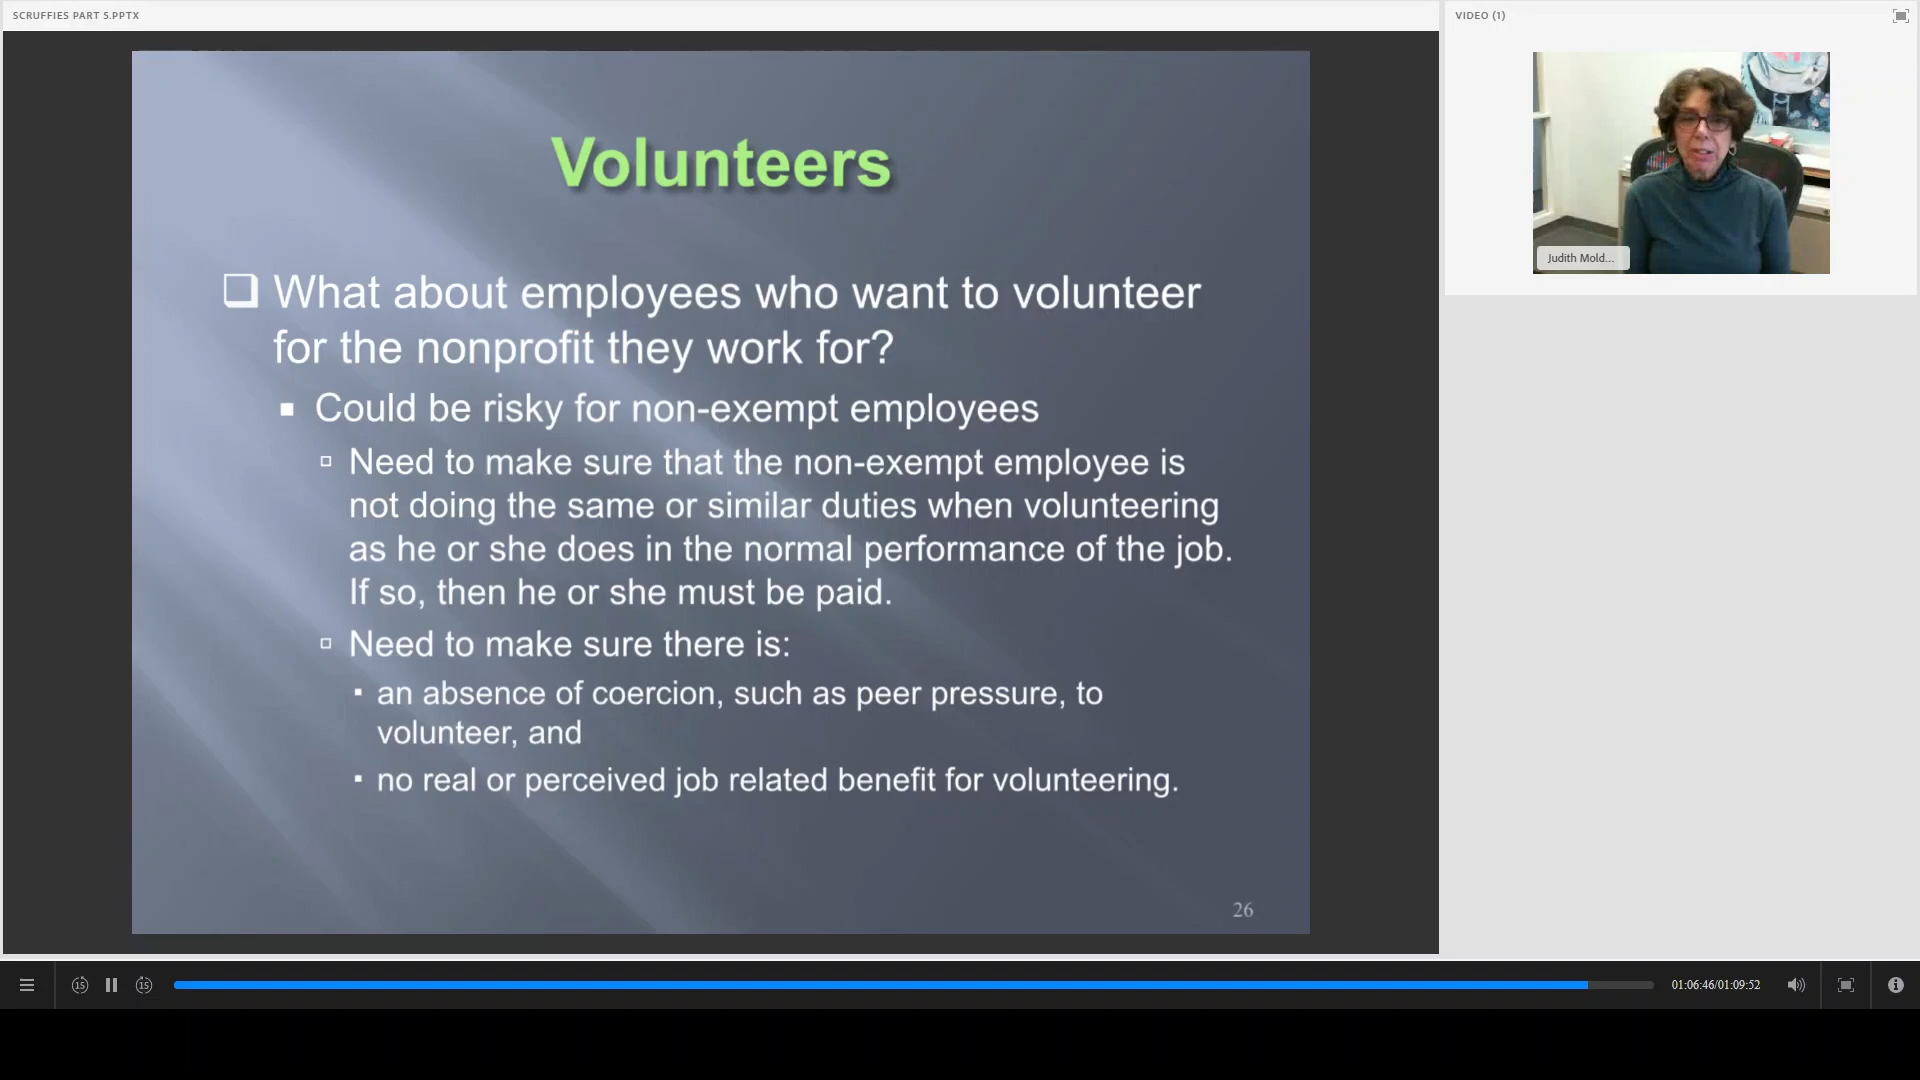 SCRUFFIES PART 5.PPTX
VIDEO (1)
Volunteers
What about employees who want to volunteer
for the nonprofit they work for?
Could be risky for non-exempt employees
Need to make sure that the non-exempt employee is
not doing the same or similar duties when volunteering
as he or she does in the normal performance of the job.
If so, then he or she must be paid.
Need to make sure there is:
an absence of coercion, such as peer pressure, to
volunteer, and
no real or perceived job related benefit for volunteering.
26
Judith Mold...
15
15
01:06:46/01:09:52